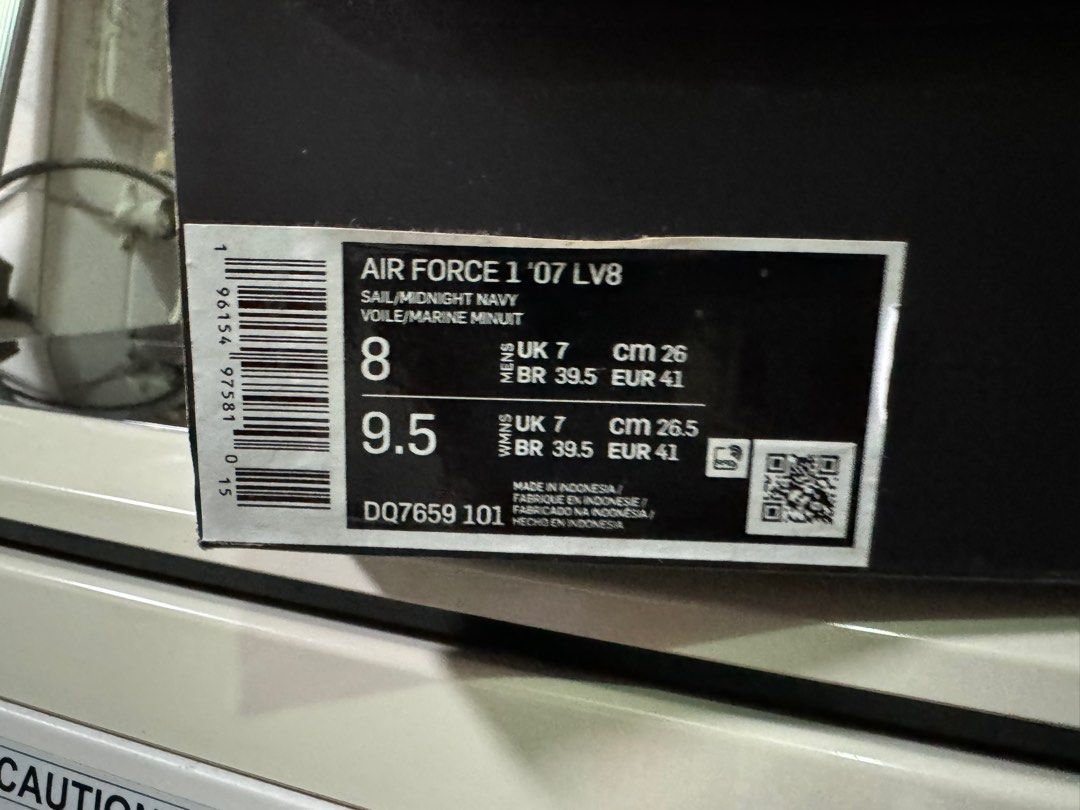 AIR FORCE 1 '07 LV8
SAIL/MIDNIGHT NAVY
VOILE/MARINE MINUIT
8 MENS UK 7 cm 26
BR 39.5 EUR 41
9.5 WMNS UK 7 cm 26.5
BR 39.5 EUR 41
DQ7659 101
MADE IN INDONESIA /
FABRIQUE EN INDONESIE /
FABRICADO NA INDONÉSIA /
HECHO EN INDONESIA
1 96154 97581 0 15
CAUTION